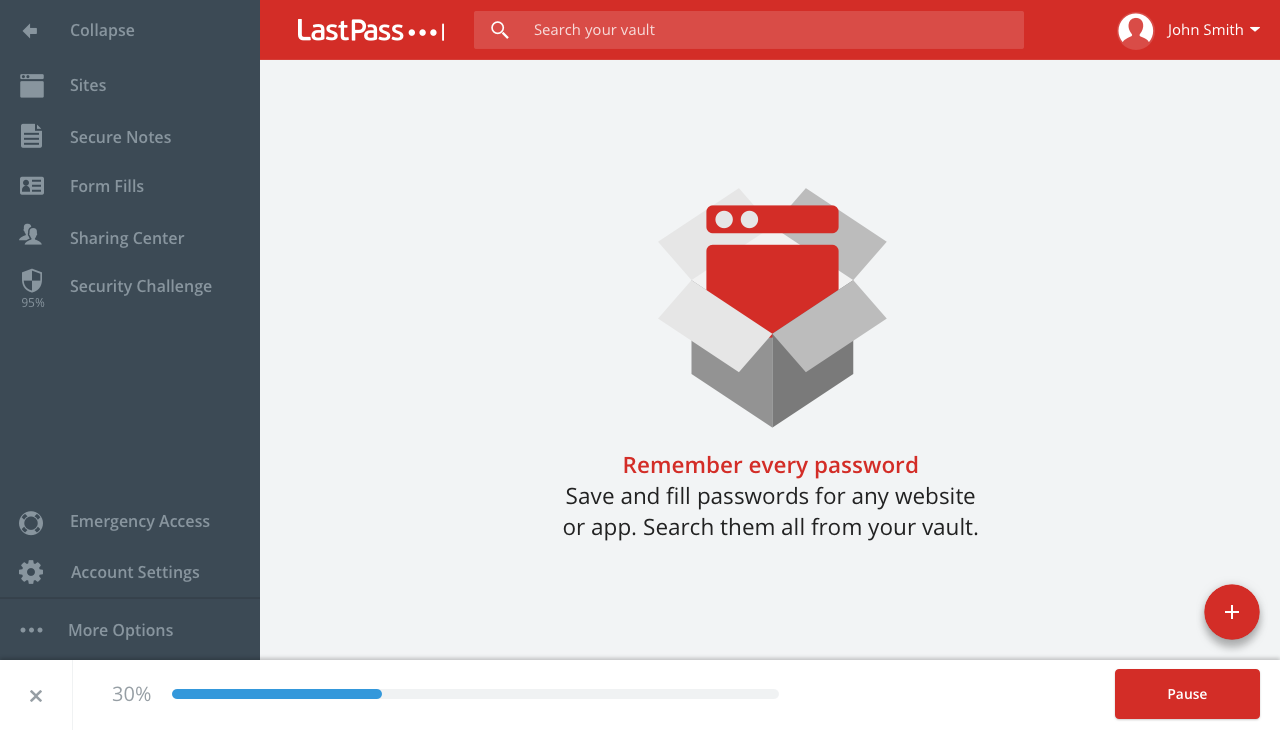 Collapse
LastPass
Search your vault
John Smith
Sites
Secure Notes
Form Fills
Sharing Center
Security Challenge
95%
Remember every password
Save and fill passwords for any website
or app. Search them all from your vault.
Emergency Access
Account Settings
More Options
30%
Pause